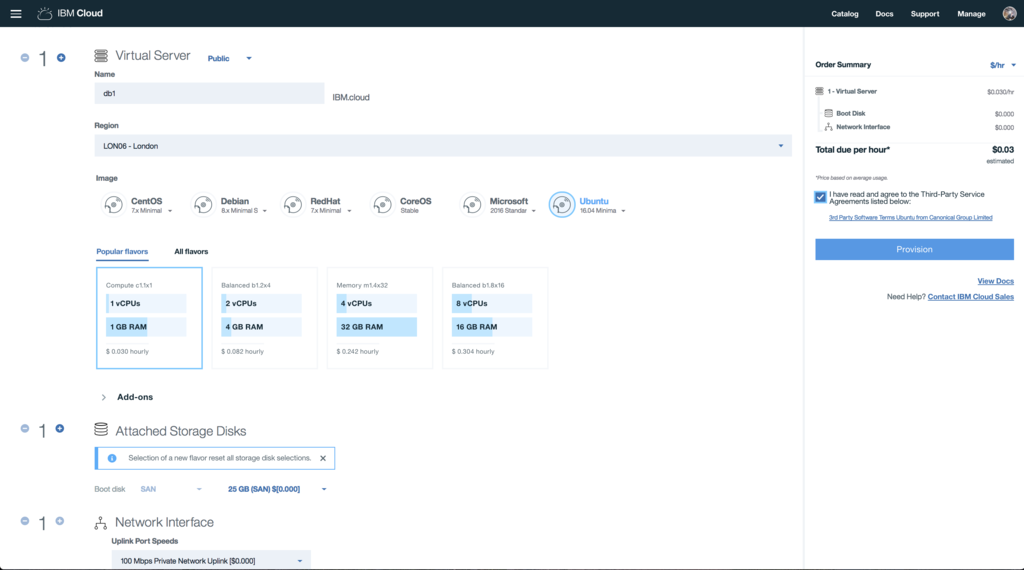 IBM Cloud
Catalog Docs Support Manage
1
Virtual Server Public
Name
db1
IBM.cloud
Region
LON06 - London
Image
CentOS
7.x Minimal
Debian
8.x Minimal S
RedHat
7.x Minimal
CoreOS
Stable
Microsoft
2016 Standar
Ubuntu
16.04 Minima
Popular flavors All flavors
Compute c1.1x1
1 vCPUs
1 GB RAM
$ 0.030 hourly
Balanced b1.2x4
2 vCPUs
4 GB RAM
$ 0.082 hourly
Memory m1.4x32
4 vCPUs
32 GB RAM
$ 0.242 hourly
Balanced b1.8x16
8 vCPUs
16 GB RAM
$ 0.304 hourly
Add-ons
1
Attached Storage Disks
Selection of a new flavor reset all storage disk selections.
Boot disk SAN 25 GB (SAN) $[0.000]
1
Network Interface
Uplink Port Speeds
100 Mbps Private Network Uplink [$0.000]
Order Summary $/hr
1 - Virtual Server $0.030/hr
Boot Disk $0.000
Network Interface $0.000
Total due per hour* $0.03
estimated
*Price based on average usage.
I have read and agree to the Third-Party Service
Agreements listed below:
3rd Party Software Terms Ubuntu from Canonical Group Limited
Provision
View Docs
Need Help? Contact IBM Cloud Sales